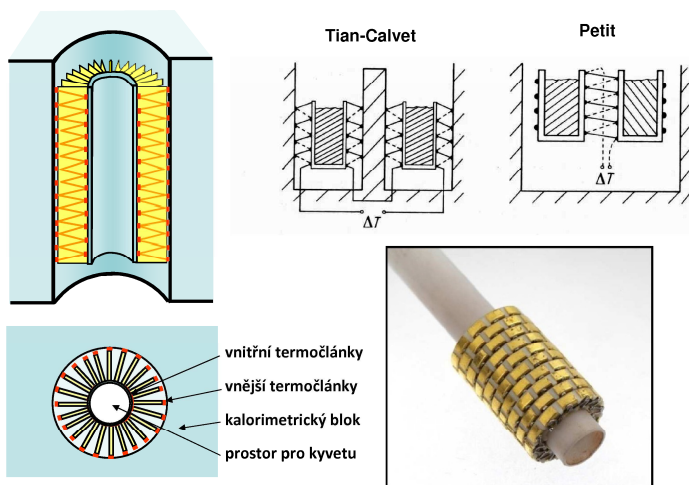 Tian-Calvet
Petit
ΔT
ΔT
vnitřní termočlánky
vnější termočlánky
kalorimetrický blok
prostor pro kyvetu